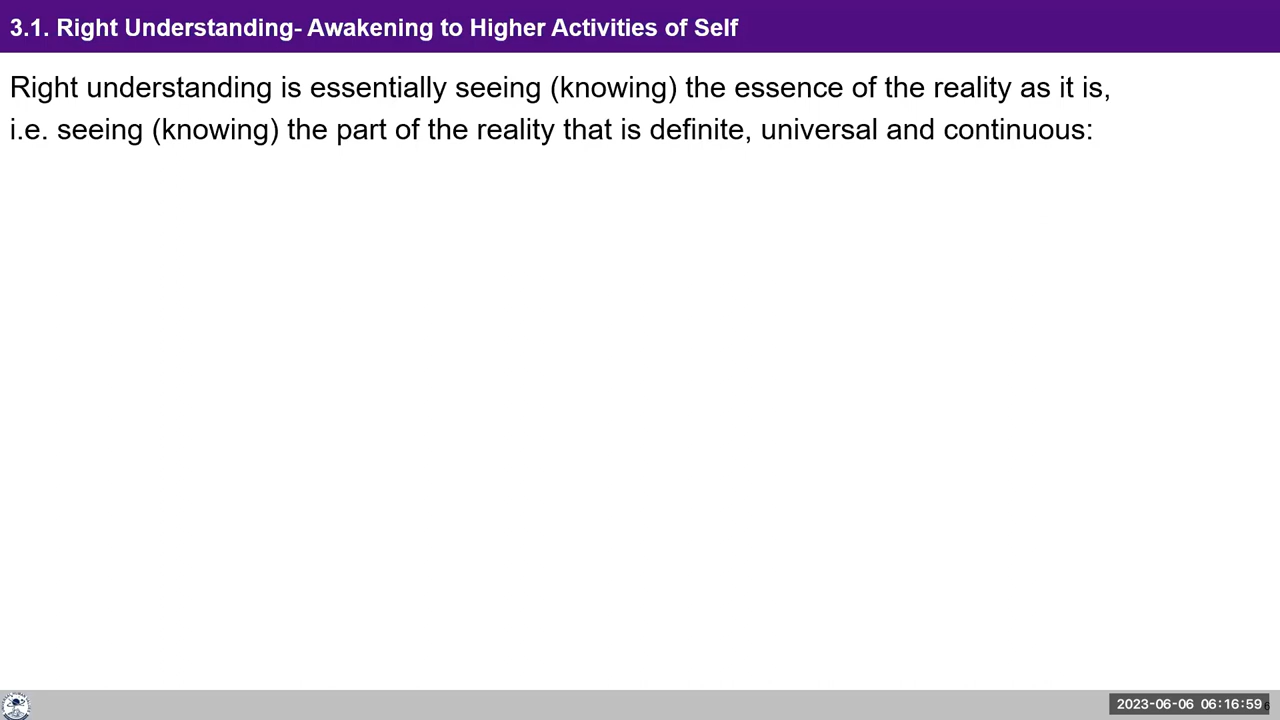 3.1. Right Understanding- Awakening to Higher Activities of Self
Right understanding is essentially seeing (knowing) the essence of the reality as it is,
i.e. seeing (knowing) the part of the reality that is definite, universal and continuous:
2023-06-06 06:16:59
6